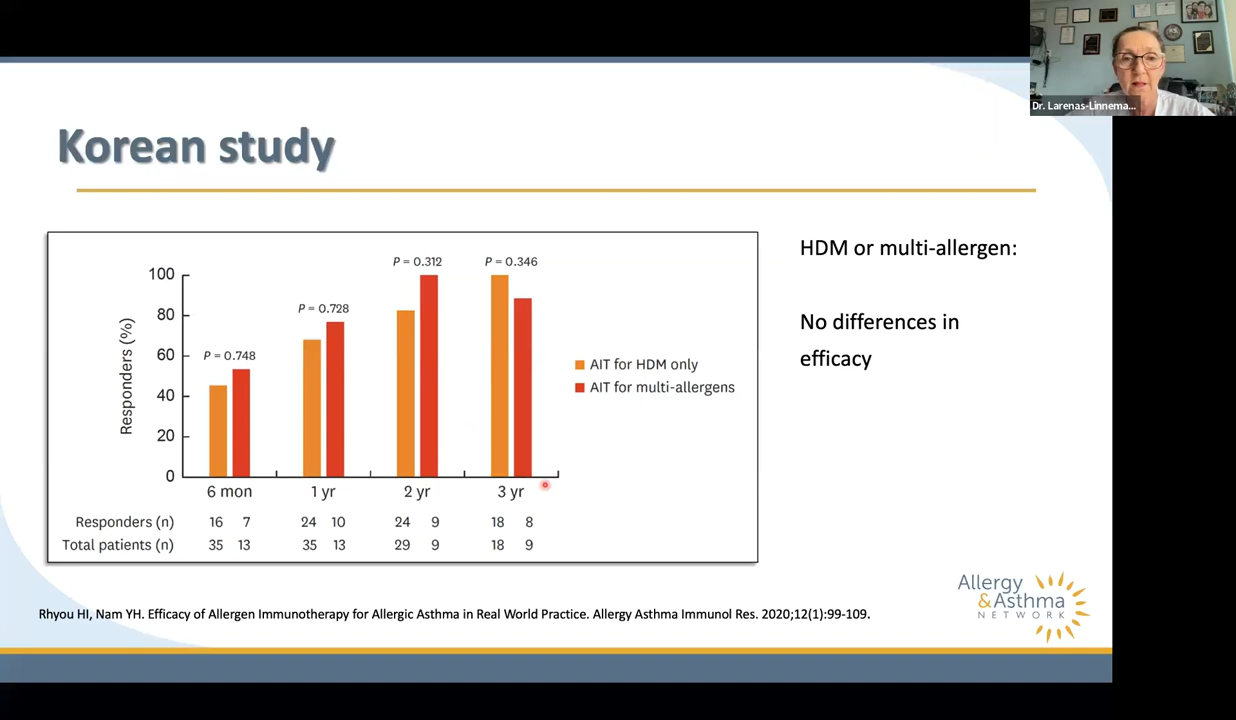 Dr. Larenas-Linnema...
Korean study
HDM or multi-allergen:
No differences in
efficacy
Responders (%)
100
80
60
40
20
0
P = 0.748
P = 0.728
P = 0.312
P = 0.346
AIT for HDM only
AIT for multi-allergens
6 mon 1 yr 2 yr 3 yr
Responders (n) 16 7 24 10 24 9 18 8
Total patients (n) 35 13 35 13 29 9 18 9
Allergy
&Asthma
NETWORK
Rhyou HI, Nam YH. Efficacy of Allergen Immunotherapy for Allergic Asthma in Real World Practice. Allergy Asthma Immunol Res. 2020;12(1):99-109.